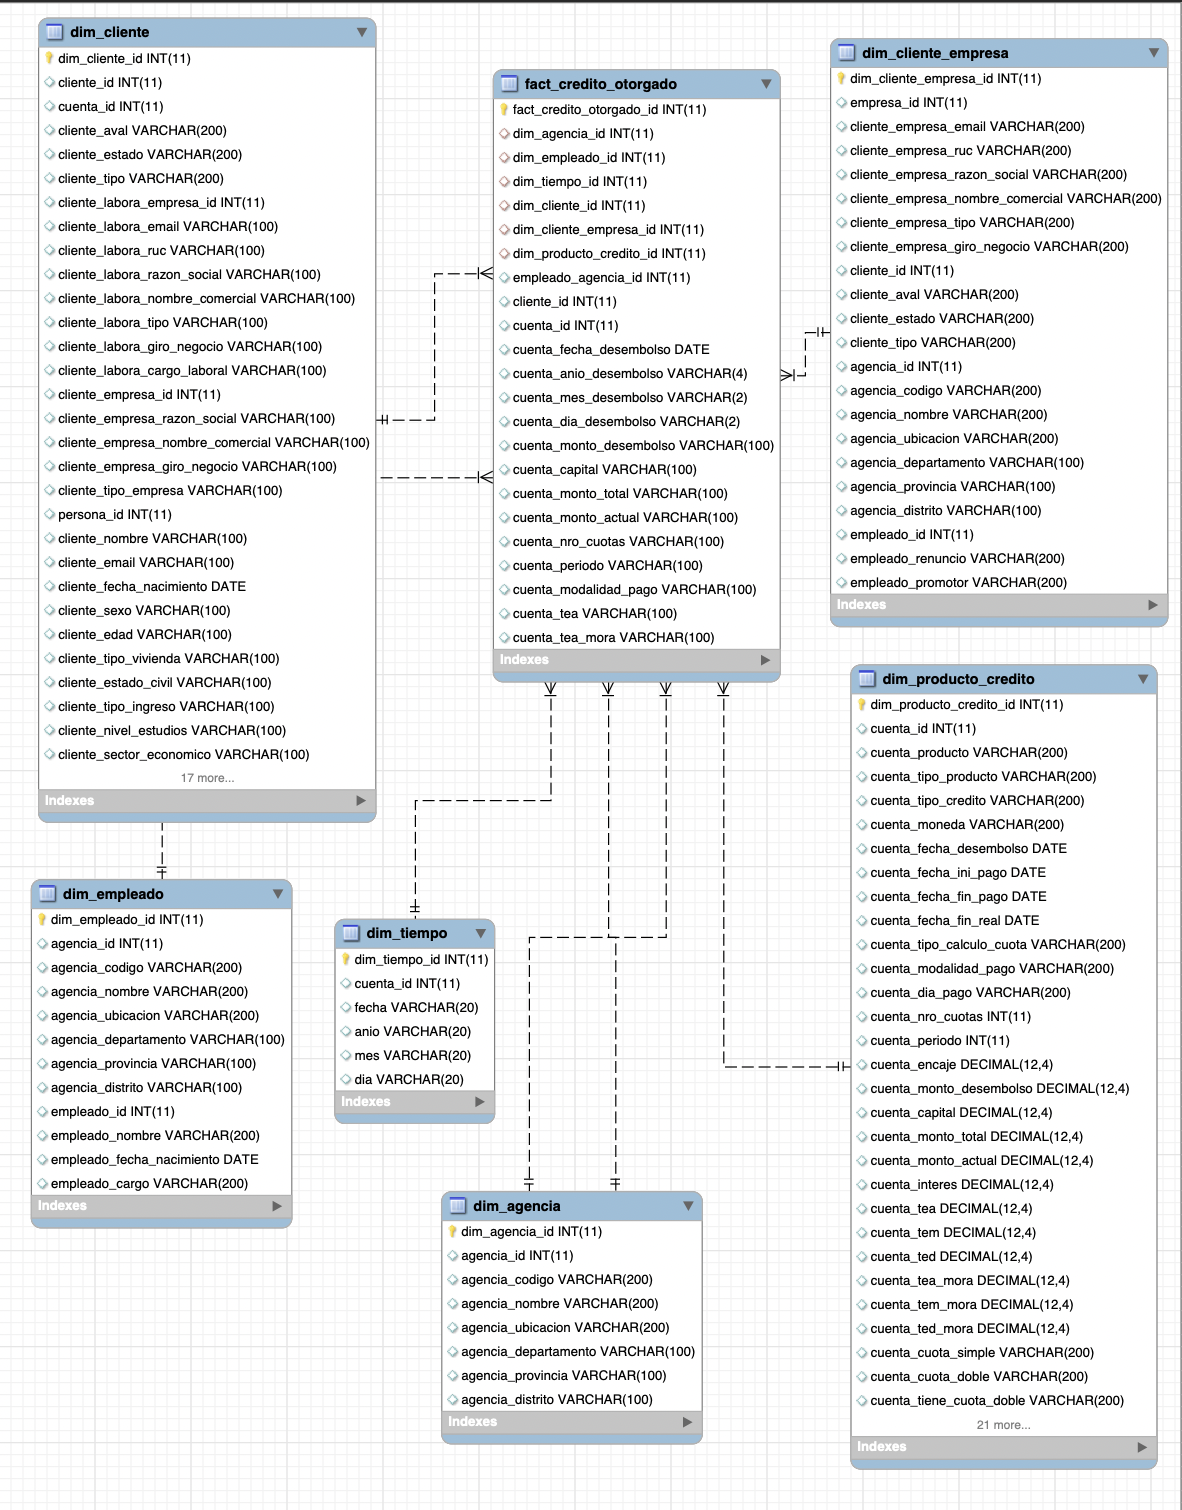 dim_cliente
dim_cliente_id INT(11)
cliente_id INT(11)
cuenta_id INT(11)
cliente_aval VARCHAR(200)
cliente_estado VARCHAR(200)
cliente_tipo VARCHAR(200)
cliente_labora_empresa_id INT(11)
cliente_labora_email VARCHAR(100)
cliente_labora_ruc VARCHAR(100)
cliente_labora_razon_social VARCHAR(100)
cliente_labora_nombre_comercial VARCHAR(100)
cliente_labora_tipo VARCHAR(100)
cliente_labora_giro_negocio VARCHAR(100)
cliente_labora_cargo_laboral VARCHAR(100)
cliente_empresa_id INT(11)
cliente_empresa_razon_social VARCHAR(100)
cliente_empresa_nombre_comercial VARCHAR(100)
cliente_empresa_giro_negocio VARCHAR(100)
cliente_tipo_empresa VARCHAR(100)
persona_id INT(11)
cliente_nombre VARCHAR(100)
cliente_email VARCHAR(100)
cliente_fecha_nacimiento DATE
cliente_sexo VARCHAR(100)
cliente_edad VARCHAR(100)
cliente_tipo_vivienda VARCHAR(100)
cliente_estado_civil VARCHAR(100)
cliente_tipo_ingreso VARCHAR(100)
cliente_nivel_estudios VARCHAR(100)
cliente_sector_economico VARCHAR(100)
17 more...
Indexes
fact_credito_otorgado
fact_credito_otorgado_id INT(11)
dim_agencia_id INT(11)
dim_empleado_id INT(11)
dim_tiempo_id INT(11)
dim_cliente_id INT(11)
dim_cliente_empresa_id INT(11)
dim_producto_credito_id INT(11)
empleado_agencia_id INT(11)
cliente_id INT(11)
cuenta_id INT(11)
cuenta_fecha_desembolso DATE
cuenta_anio_desembolso VARCHAR(4)
cuenta_mes_desembolso VARCHAR(2)
cuenta_dia_desembolso VARCHAR(2)
cuenta_monto_desembolso VARCHAR(100)
cuenta_capital VARCHAR(100)
cuenta_monto_total VARCHAR(100)
cuenta_monto_actual VARCHAR(100)
cuenta_nro_cuotas VARCHAR(100)
cuenta_periodo VARCHAR(100)
cuenta_modalidad_pago VARCHAR(100)
cuenta_tea VARCHAR(100)
cuenta_tea_mora VARCHAR(100)
Indexes
dim_cliente_empresa
dim_cliente_empresa_id INT(11)
empresa_id INT(11)
cliente_empresa_email VARCHAR(200)
cliente_empresa_ruc VARCHAR(200)
cliente_empresa_razon_social VARCHAR(200)
cliente_empresa_nombre_comercial VARCHAR(200)
cliente_empresa_tipo VARCHAR(200)
cliente_empresa_giro_negocio VARCHAR(200)
cliente_id INT(11)
cliente_aval VARCHAR(200)
cliente_estado VARCHAR(200)
cliente_tipo VARCHAR(200)
agencia_id INT(11)
agencia_codigo VARCHAR(200)
agencia_nombre VARCHAR(200)
agencia_ubicacion VARCHAR(200)
agencia_departamento VARCHAR(100)
agencia_provincia VARCHAR(100)
agencia_distrito VARCHAR(100)
empleado_id INT(11)
empleado_renuncio VARCHAR(200)
empleado_promotor VARCHAR(200)
Indexes
dim_producto_credito
dim_producto_credito_id INT(11)
cuenta_id INT(11)
cuenta_producto VARCHAR(200)
cuenta_tipo_producto VARCHAR(200)
cuenta_tipo_credito VARCHAR(200)
cuenta_moneda VARCHAR(200)
cuenta_fecha_desembolso DATE
cuenta_fecha_ini_pago DATE
cuenta_fecha_fin_pago DATE
cuenta_fecha_fin_real DATE
cuenta_tipo_calculo_cuota VARCHAR(200)
cuenta_modalidad_pago VARCHAR(200)
cuenta_dia_pago VARCHAR(200)
cuenta_nro_cuotas INT(11)
cuenta_periodo INT(11)
cuenta_encaje DECIMAL(12,4)
cuenta_monto_desembolso DECIMAL(12,4)
cuenta_capital DECIMAL(12,4)
cuenta_monto_total DECIMAL(12,4)
cuenta_monto_actual DECIMAL(12,4)
cuenta_interes DECIMAL(12,4)
cuenta_tea DECIMAL(12,4)
cuenta_tem DECIMAL(12,4)
cuenta_ted DECIMAL(12,4)
cuenta_tea_mora DECIMAL(12,4)
cuenta_tem_mora DECIMAL(12,4)
cuenta_ted_mora DECIMAL(12,4)
cuenta_cuota_simple VARCHAR(200)
cuenta_cuota_doble VARCHAR(200)
cuenta_tiene_cuota_doble VARCHAR(200)
21 more...
Indexes
dim_empleado
dim_empleado_id INT(11)
agencia_id INT(11)
agencia_codigo VARCHAR(200)
agencia_nombre VARCHAR(200)
agencia_ubicacion VARCHAR(200)
agencia_departamento VARCHAR(100)
agencia_provincia VARCHAR(100)
agencia_distrito VARCHAR(100)
empleado_id INT(11)
empleado_nombre VARCHAR(200)
empleado_fecha_nacimiento DATE
empleado_cargo VARCHAR(200)
Indexes
dim_tiempo
dim_tiempo_id INT(11)
cuenta_id INT(11)
fecha VARCHAR(20)
anio VARCHAR(20)
mes VARCHAR(20)
dia VARCHAR(20)
Indexes
dim_agencia
dim_agencia_id INT(11)
agencia_id INT(11)
agencia_codigo VARCHAR(200)
agencia_nombre VARCHAR(200)
agencia_ubicacion VARCHAR(200)
agencia_departamento VARCHAR(100)
agencia_provincia VARCHAR(100)
agencia_distrito VARCHAR(100)
Indexes